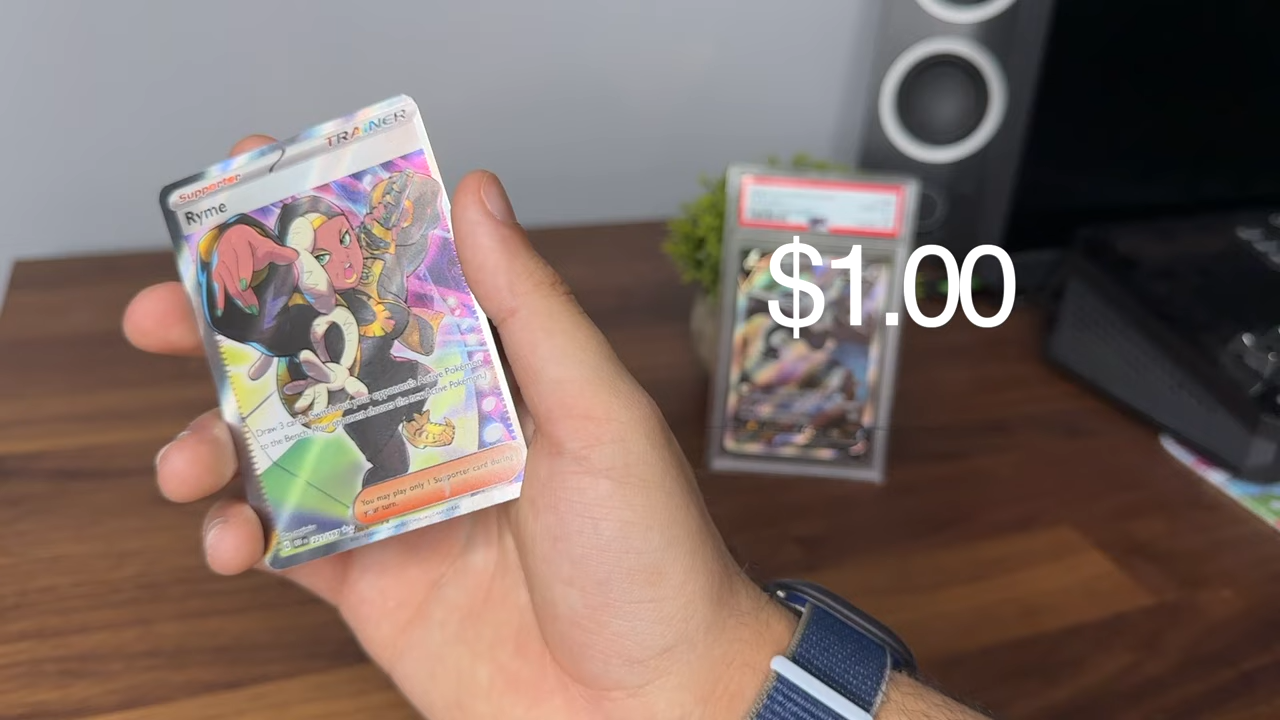 TRAINER
Supporter
Ryme
$1.00
Draw 3 cards. Switch out your opponent's Active Pokémon
to the Bench. (Your opponent chooses the new Active Pokémon.)
You may play only 1 Supporter card during
your turn.